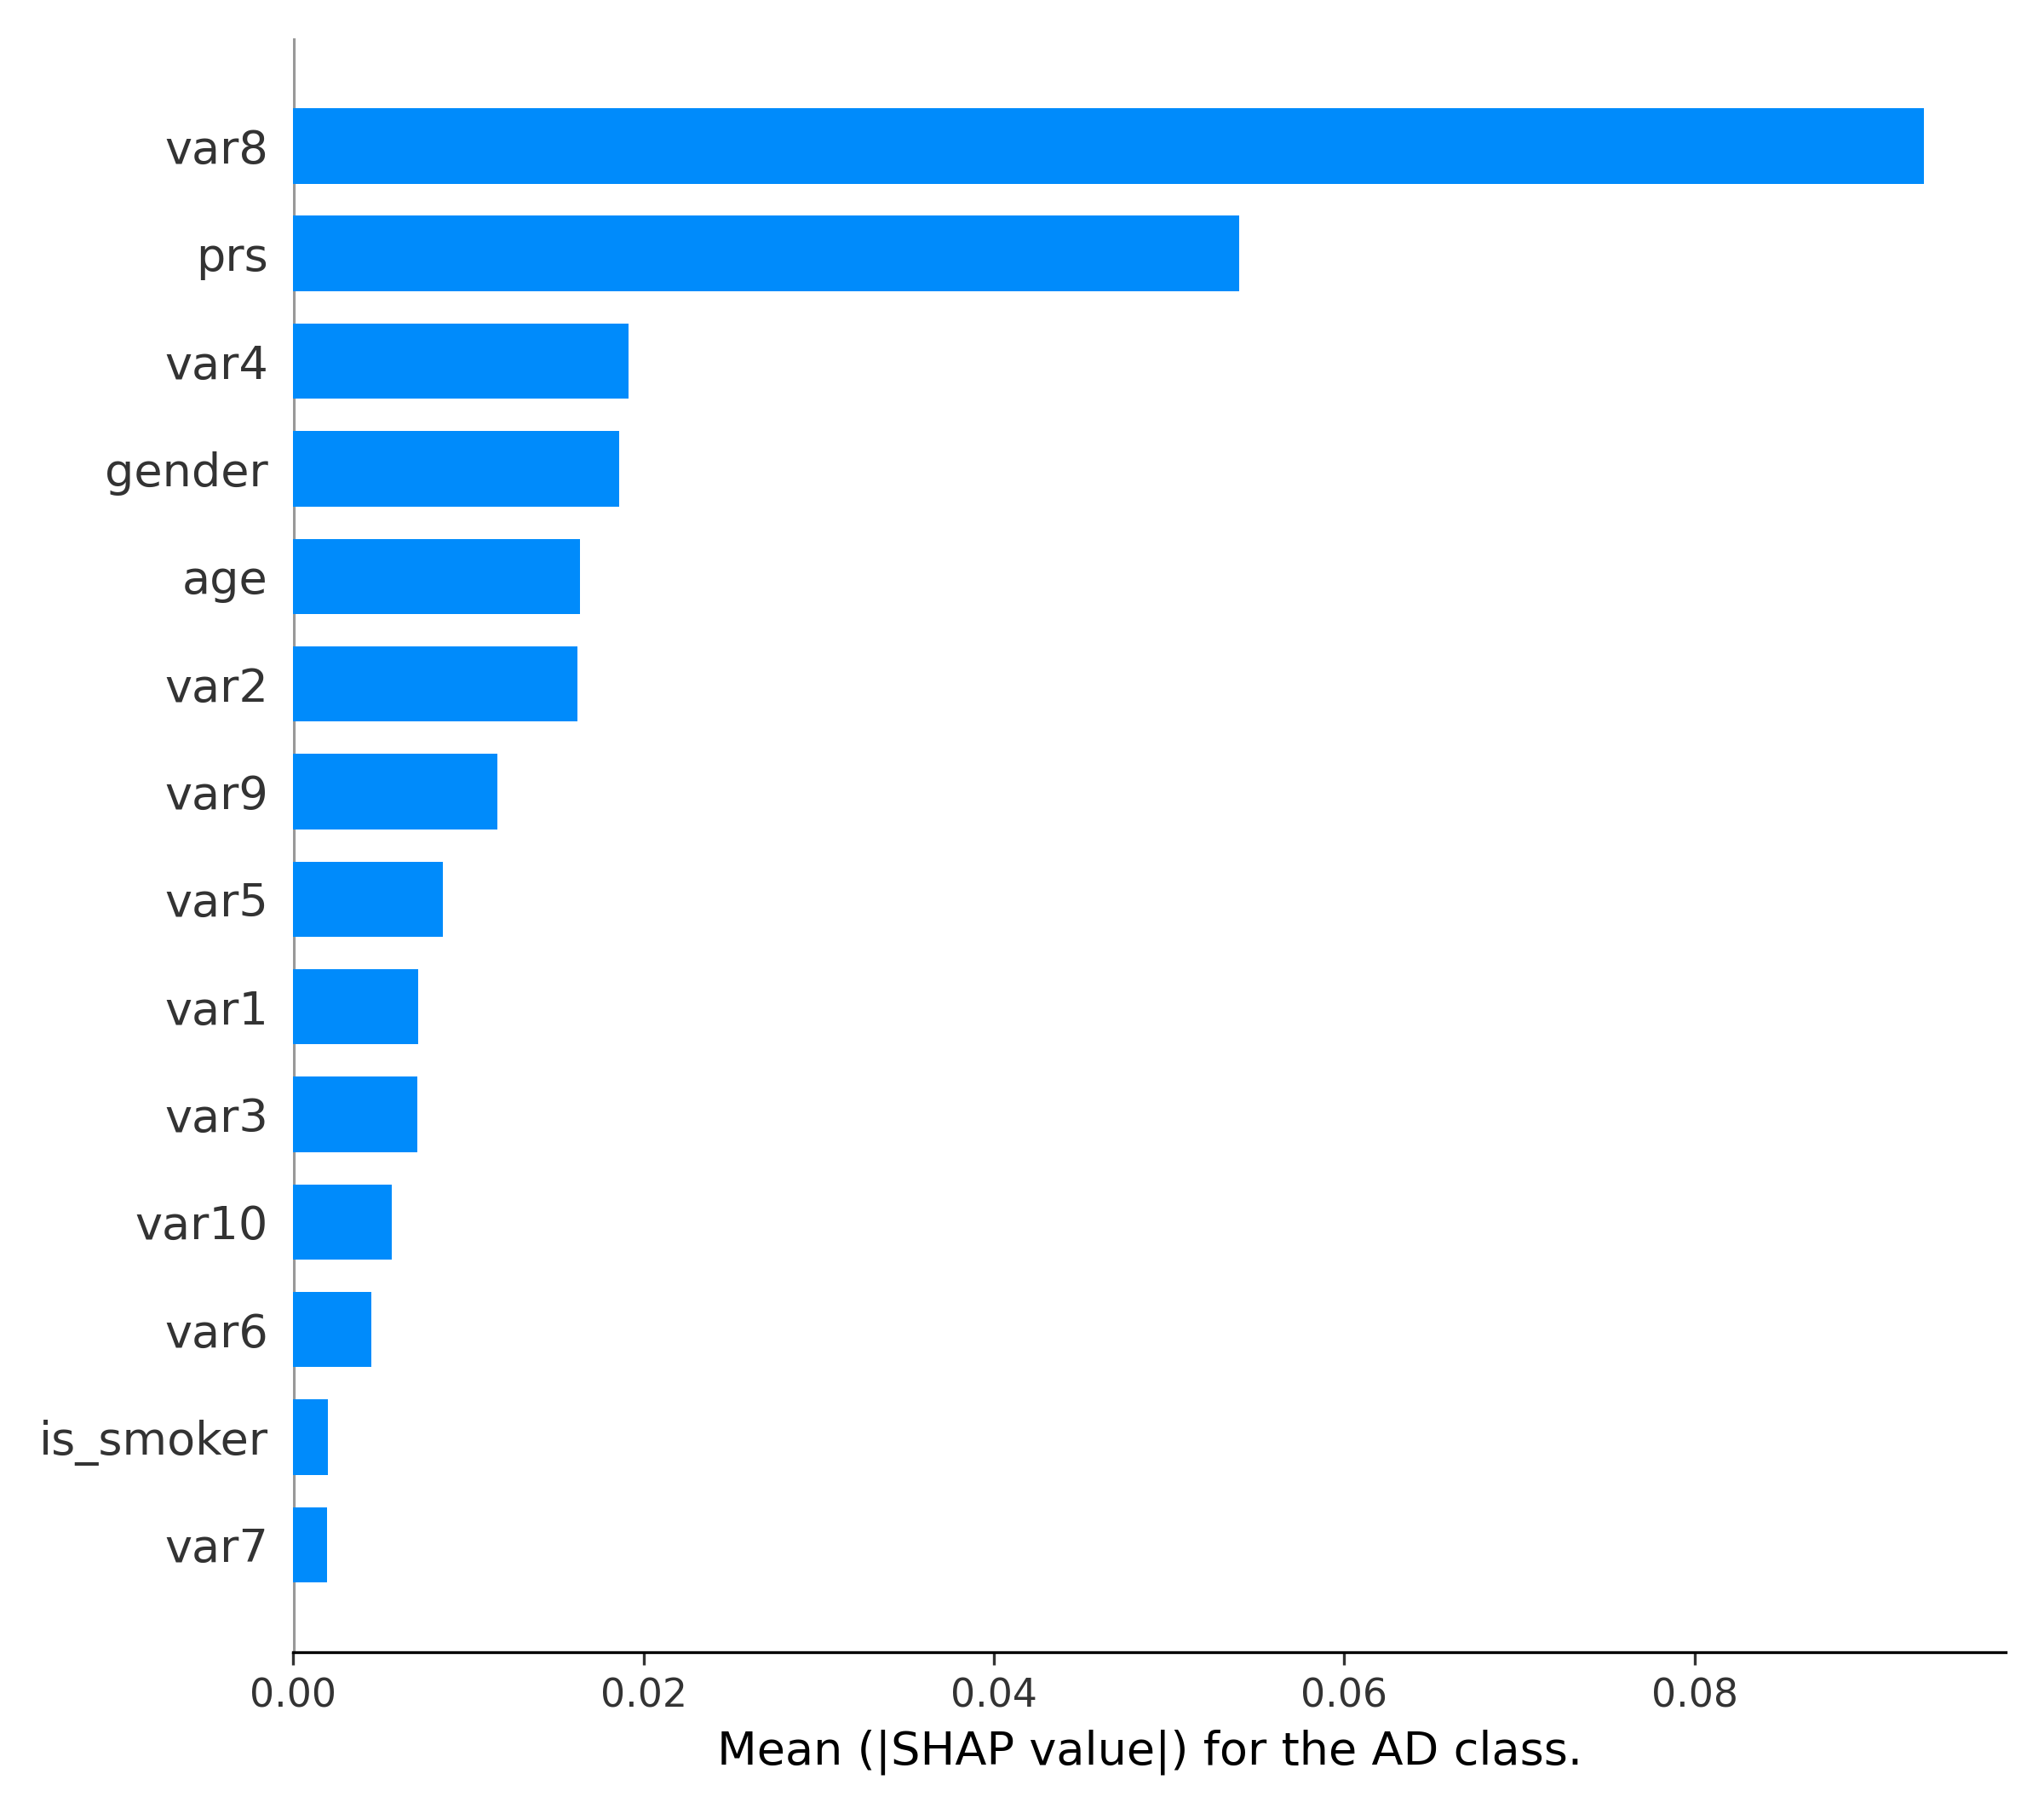 var8
prs
var4
gender
age
var2
var9
var5
var1
var3
var10
var6
is_smoker
var7
0.00 0.02 0.04 0.06 0.08
Mean (|SHAP value|) for the AD class.